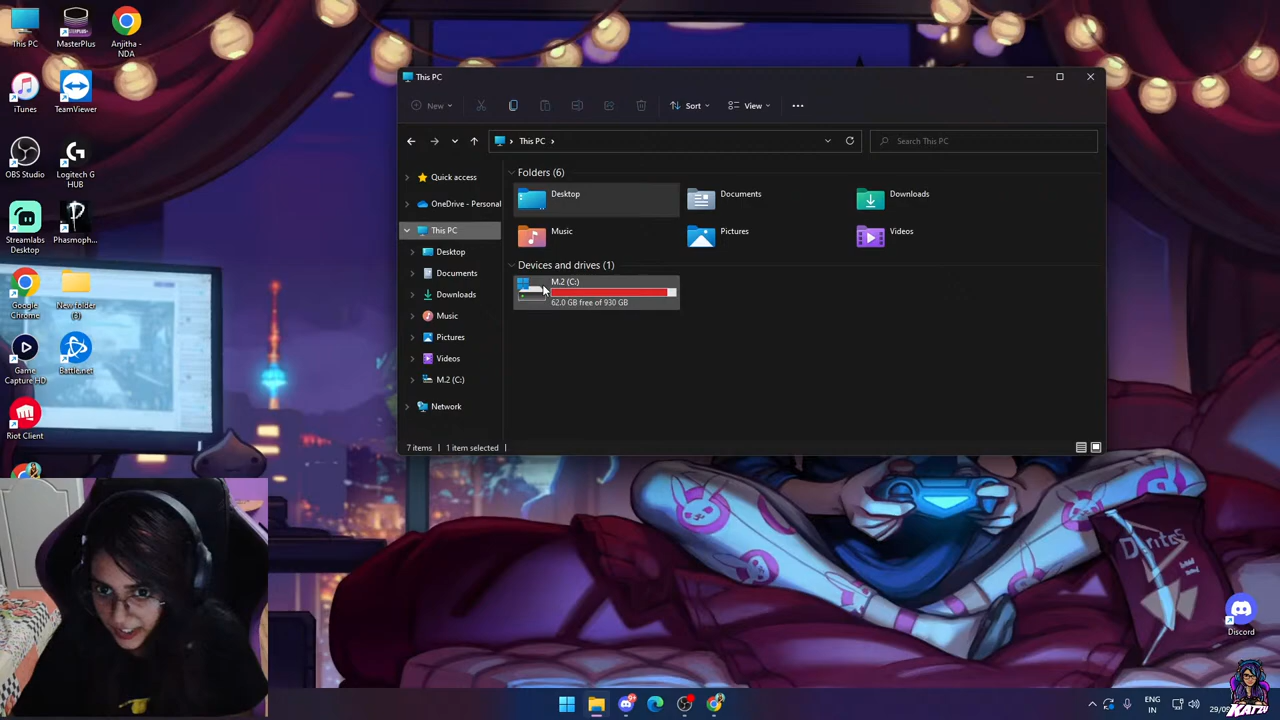 This PC
MasterPlus
Anjitha -
NDA
iTunes
TeamViewer
OBS Studio
Logitech G
HUB
Streamlabs
Desktop
Phasmoph...
Google
Chrome
New folder
(3)
Game
Capture HD
Battle.net
Riot Client
This PC
New
Sort
View
This PC
Search This PC
Quick access
OneDrive - Personal
This PC
Desktop
Documents
Downloads
Music
Pictures
Videos
M.2 (C:)
Network
Folders (6)
Desktop
Documents
Downloads
Music
Pictures
Videos
Devices and drives (1)
M.2 (C:)
62.0 GB free of 930 GB
7 items
1 item selected
Doritos
Discord
ENG
IN
KAT24